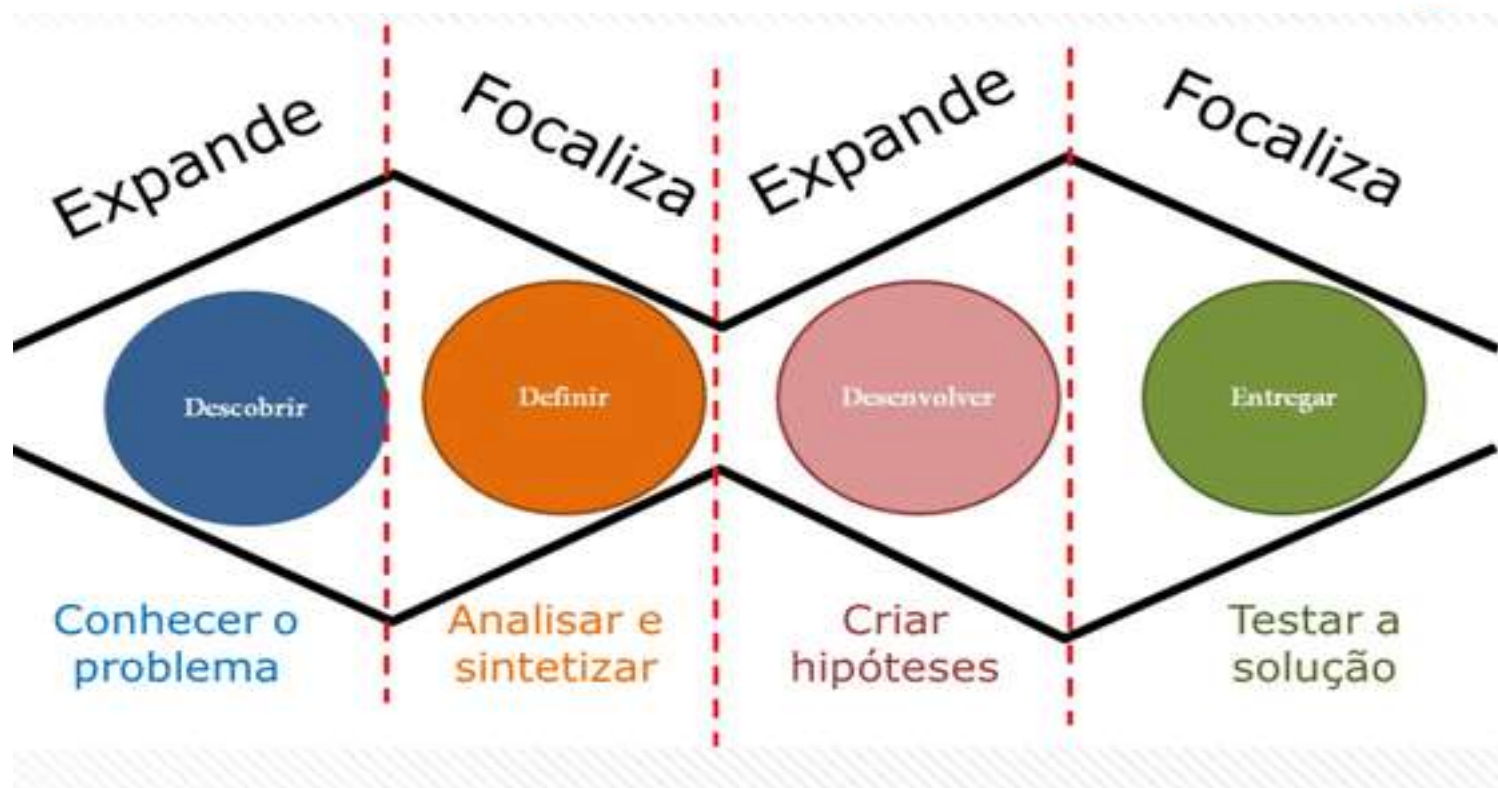 Expande
Focaliza
Expande
Focaliza
Descobrir
Definir
Desenvolver
Entregar
Conhecer o
problema
Analisar e
sintetizar
Criar
hipóteses
Testar a
solução